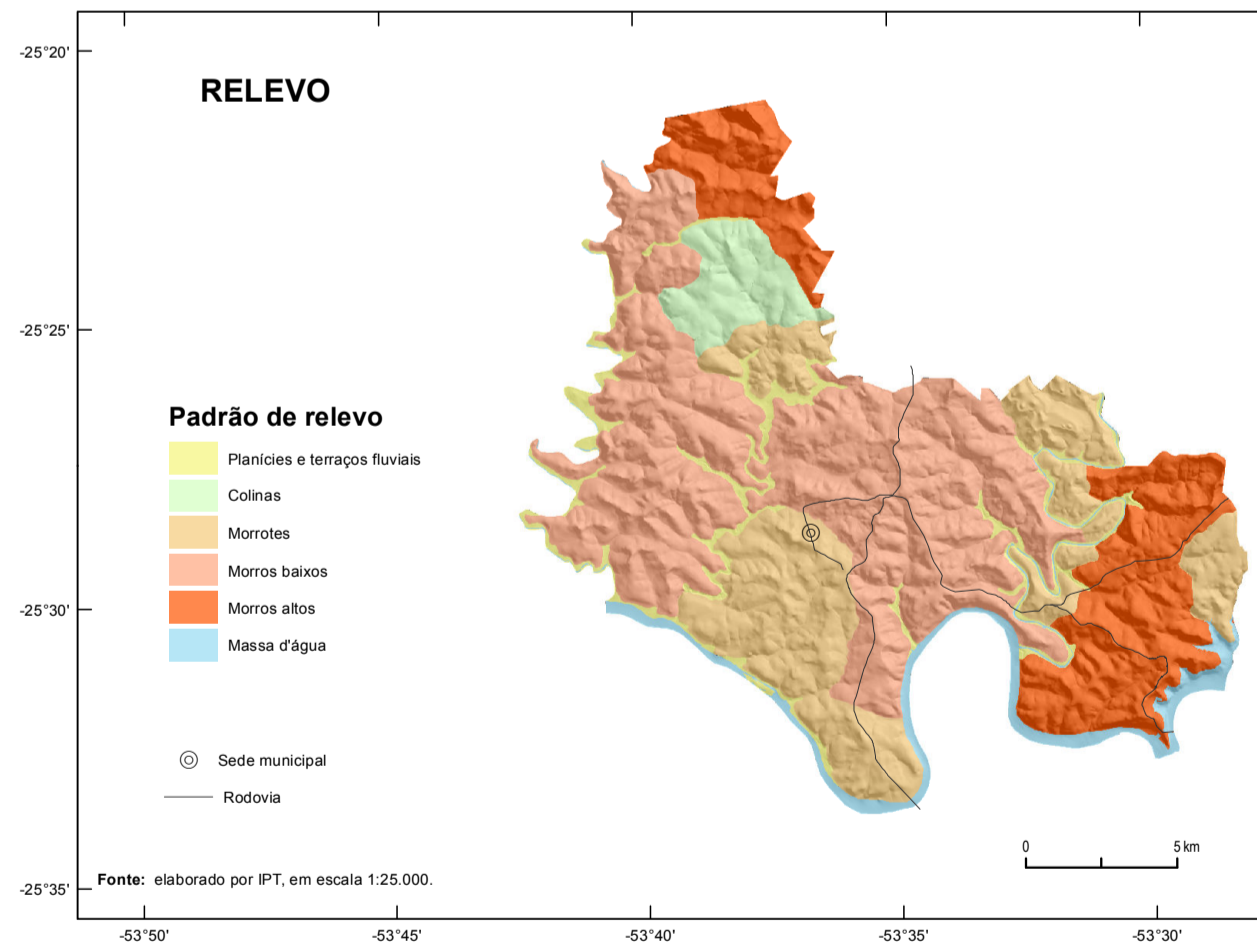 -25°20'
RELEVO
-25°25'
Padrão de relevo
Planícies e terraços fluviais
Colinas
Morrotes
Morros baixos
Morros altos
-25°30'
Massa d'água
Sede municipal
Rodovia
0 5 km
Fonte: elaborado por IPT, em escala 1:25.000.
-25°35'
-53°50' -53°45' -53°40' -53°35' -53°30'